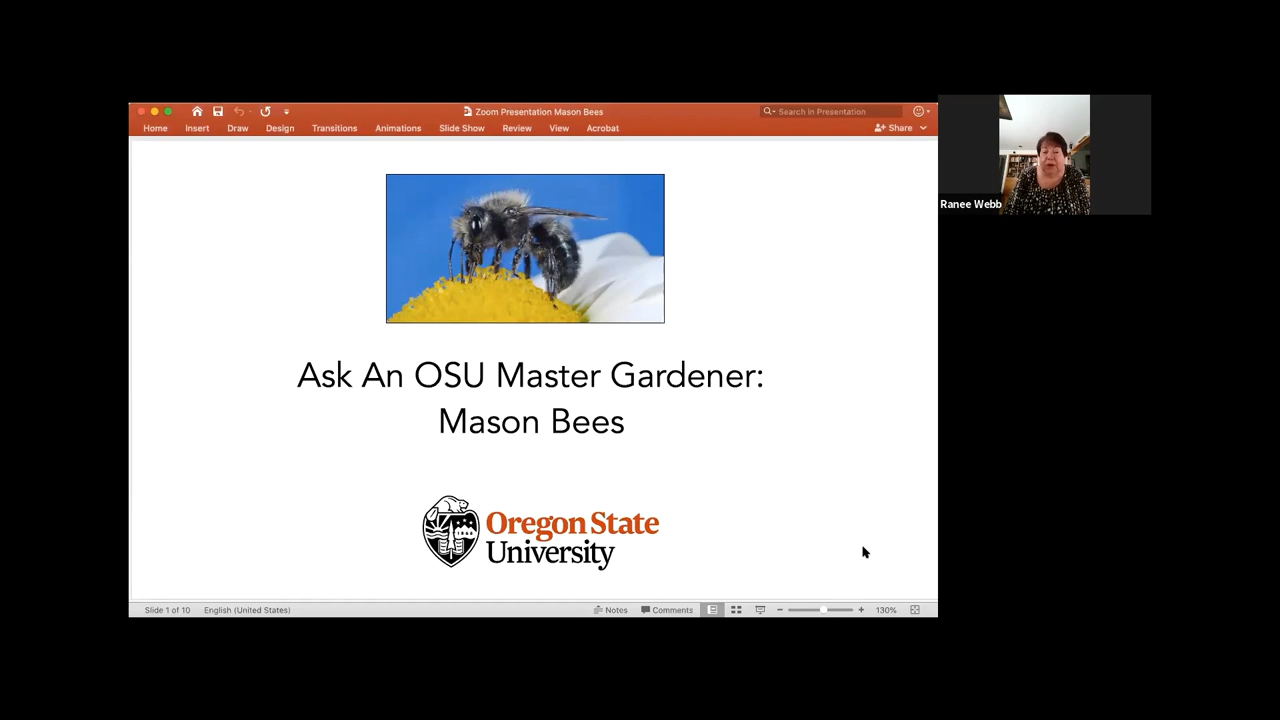 Zoom Presentation Mason Bees
Search in Presentation
Home Insert Draw Design Transitions Animations Slide Show Review View Acrobat Share
Ranee Webb
Ask An OSU Master Gardener:
Mason Bees
Oregon State
University
Slide 1 of 10 English (United States) Notes Comments 130%